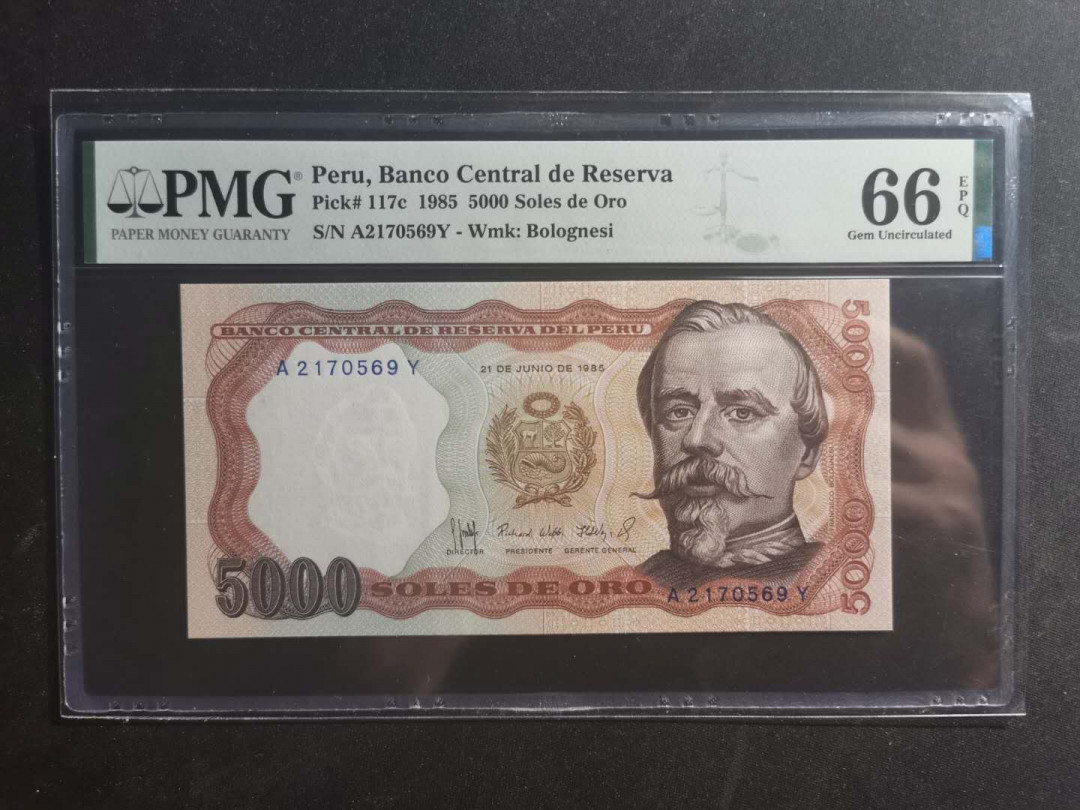 PMG®
PAPER MONEY GUARANTY
Peru, Banco Central de Reserva
Pick# 117c 1985 5000 Soles de Oro
S/N A2170569Y - Wmk: Bolognesi
66 EPQ
Gem Uncirculated
BANCO CENTRAL DE RESERVA DEL PERU
A 2170569 Y
21 DE JUNIO DE 1985
5000
Richard Webb
DIRECTOR PRESIDENTE GERENTE GENERAL
5000 SOLES DE ORO
A 2170569 Y
5000